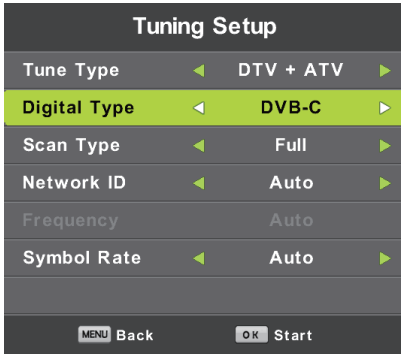 Tuning Setup
Tune Type DTV + ATV
Digital Type DVB-C
Scan Type Full
Network ID Auto
Frequency Auto
Symbol Rate Auto
MENU Back OK Start